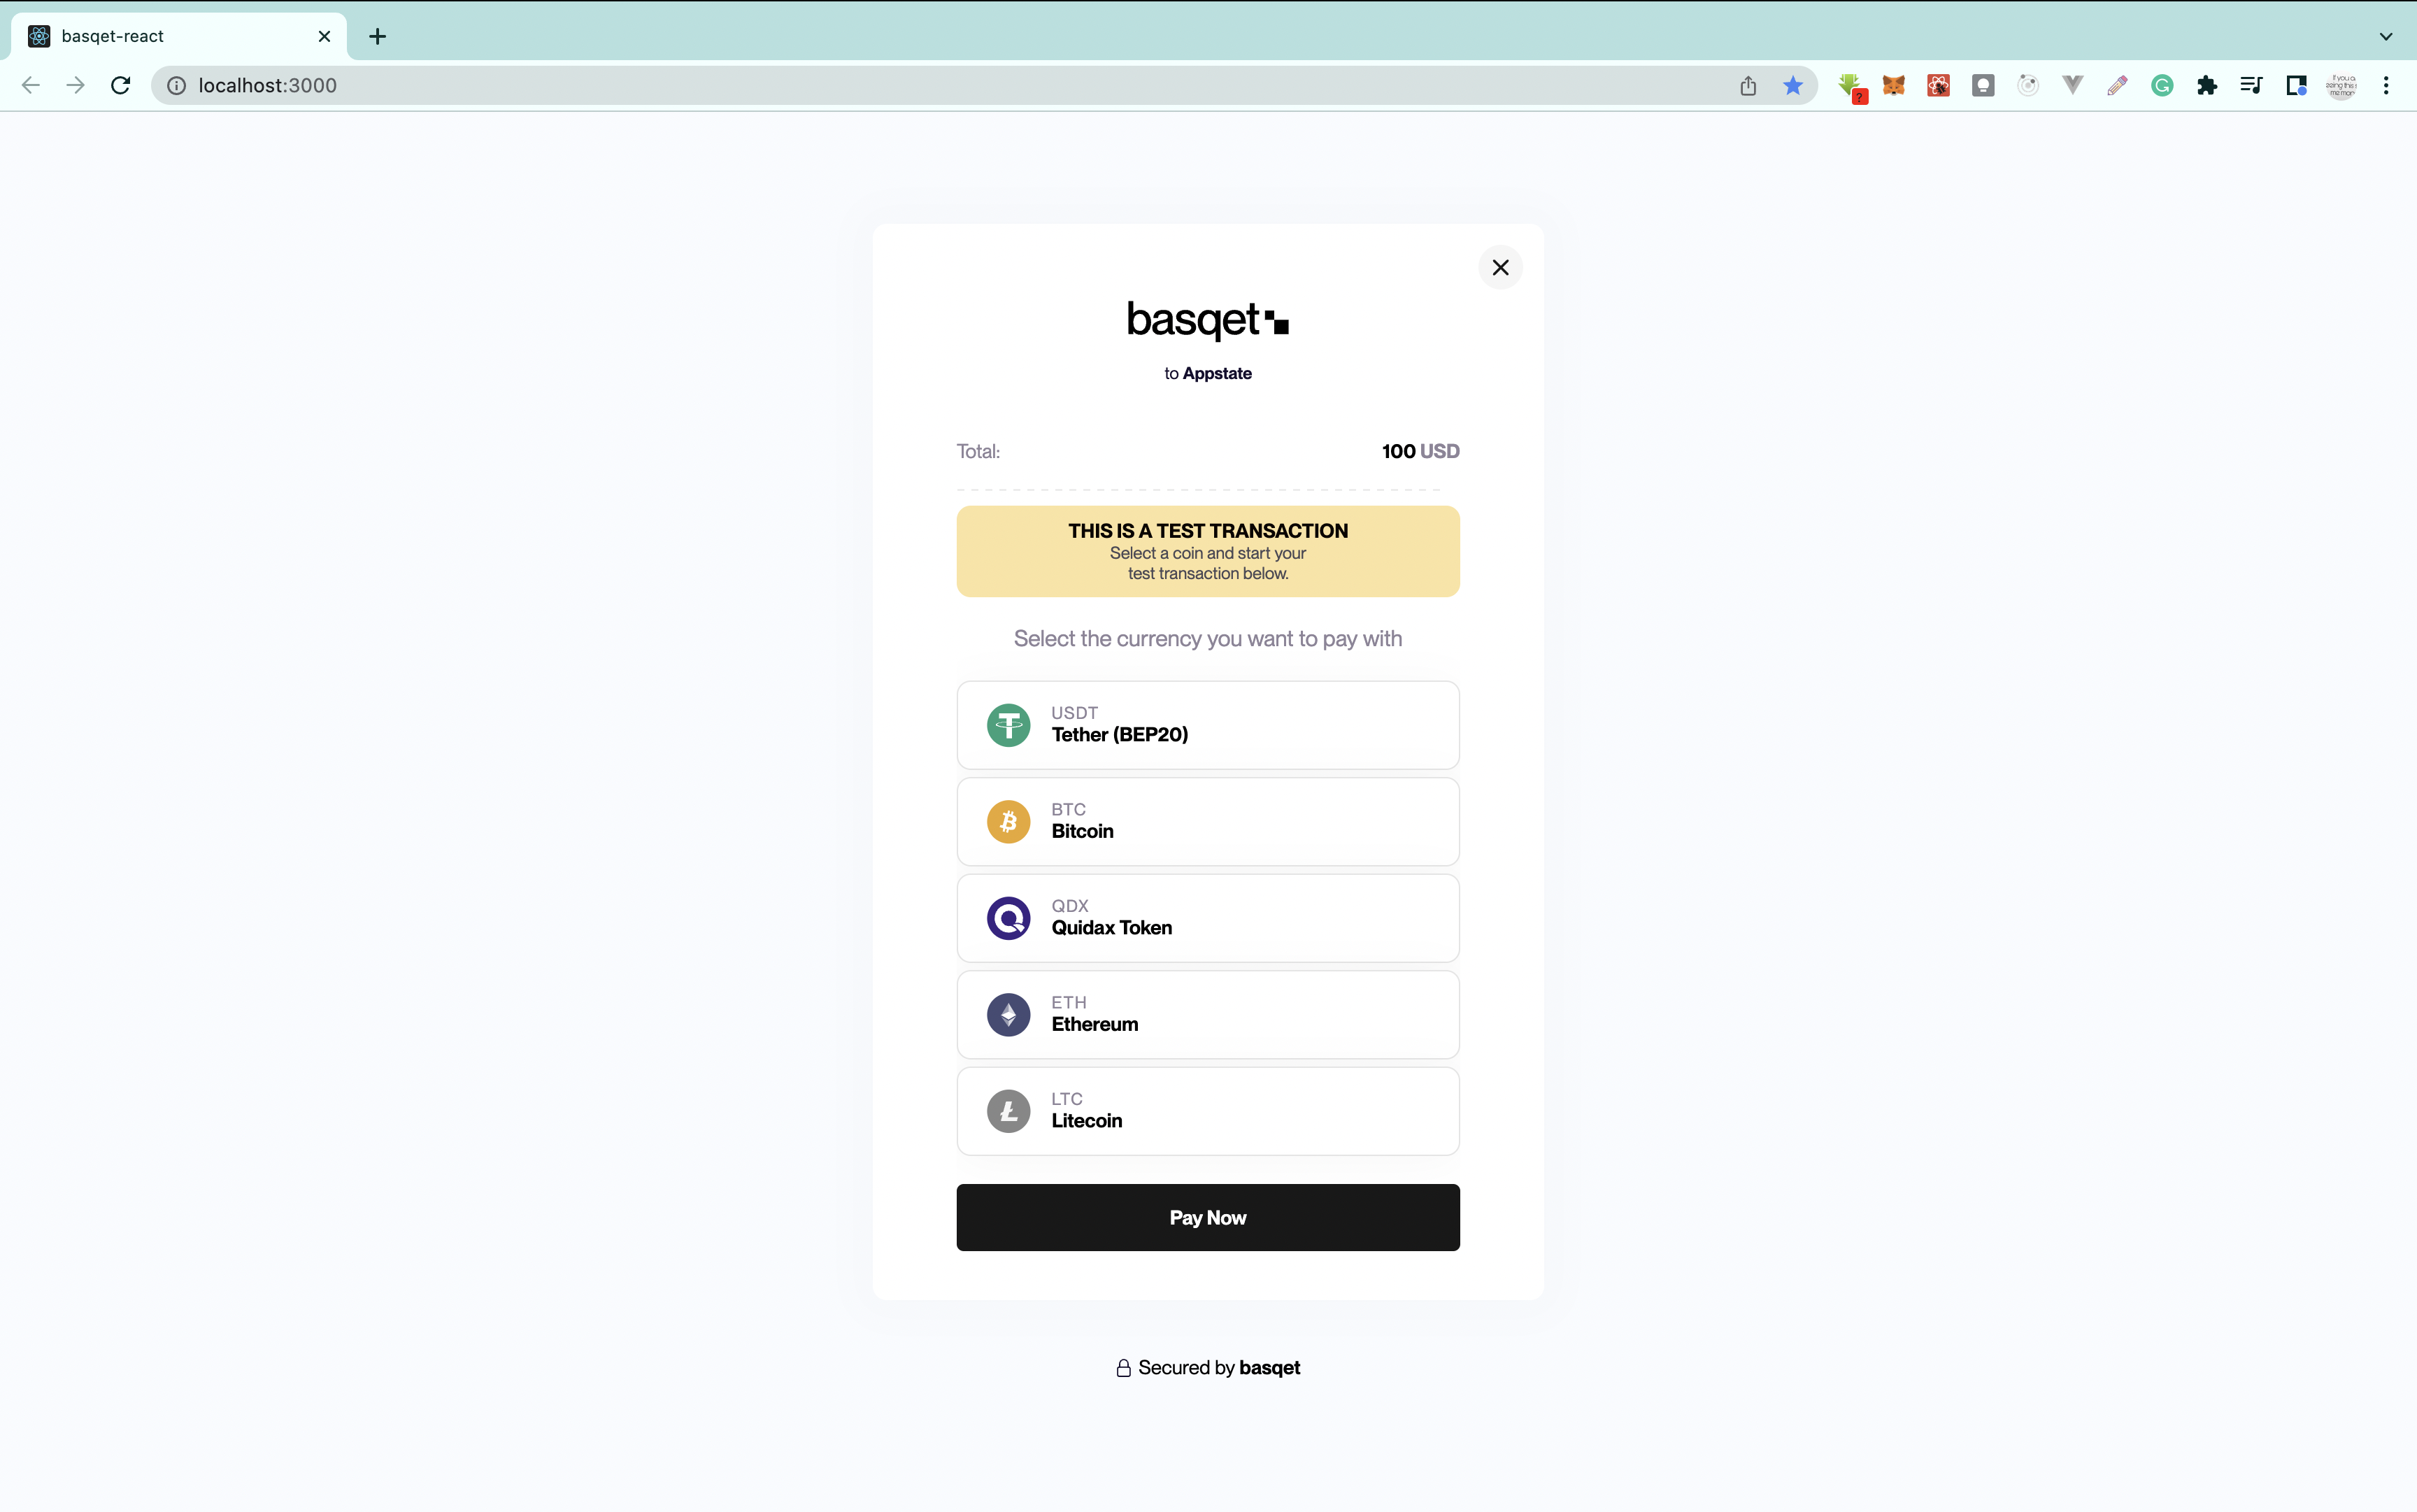 basqet-react
localhost:3000
basqet
to Appstate
Total: 100 USD
THIS IS A TEST TRANSACTION
Select a coin and start your
test transaction below.
Select the currency you want to pay with
USDT
Tether (BEP20)
BTC
Bitcoin
QDX
Quidax Token
ETH
Ethereum
LTC
Litecoin
Pay Now
Secured by basqet